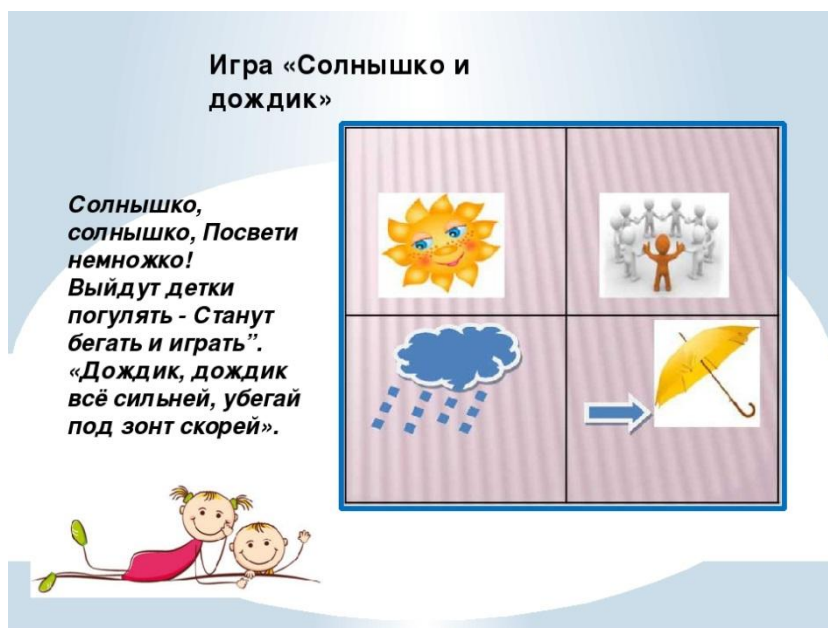 Игра «Солнышко и
дождик»
Солнышко,
солнышко, Посвети
немножко!
Выйдут детки
погулять - Станут
бегать и играть”.
«Дождик, дождик
всё сильней, убегай
под зонт скорей».